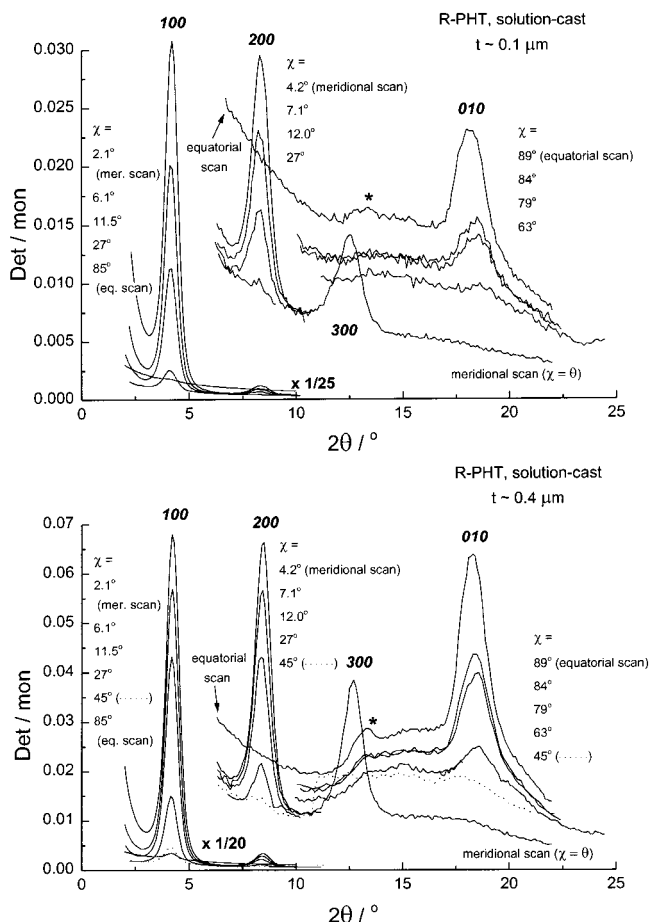 R-PHT, solution-cast
t ~ 0.1 μm
100
200
010
300
χ =
2.1°
(mer. scan)
6.1°
11.5°
27°
85°
(eq. scan)
χ =
4.2° (meridional scan)
7.1°
12.0°
27°
equatorial
scan
*
χ =
89° (equatorial scan)
84°
79°
63°
x 1/25
meridional scan (χ = θ)
Det / mon
0.030
0.025
0.020
0.015
0.010
0.005
0.000
0
5
10
15
20
25
2θ / °
R-PHT, solution-cast
t ~ 0.4 μm
100
200
300
010
χ =
2.1°
(mer. scan)
6.1°
11.5°
27°
45° (......)
85°
(eq. scan)
χ =
4.2° (meridional scan)
7.1°
12.0°
27°
45° (......)
equatorial
scan
*
χ =
89° (equatorial scan)
84°
79°
63°
45° (......)
x 1/20
meridional scan (χ = θ)
Det / mon
0.07
0.06
0.05
0.04
0.03
0.02
0.01
0.00
0
5
10
15
20
25
2θ / °